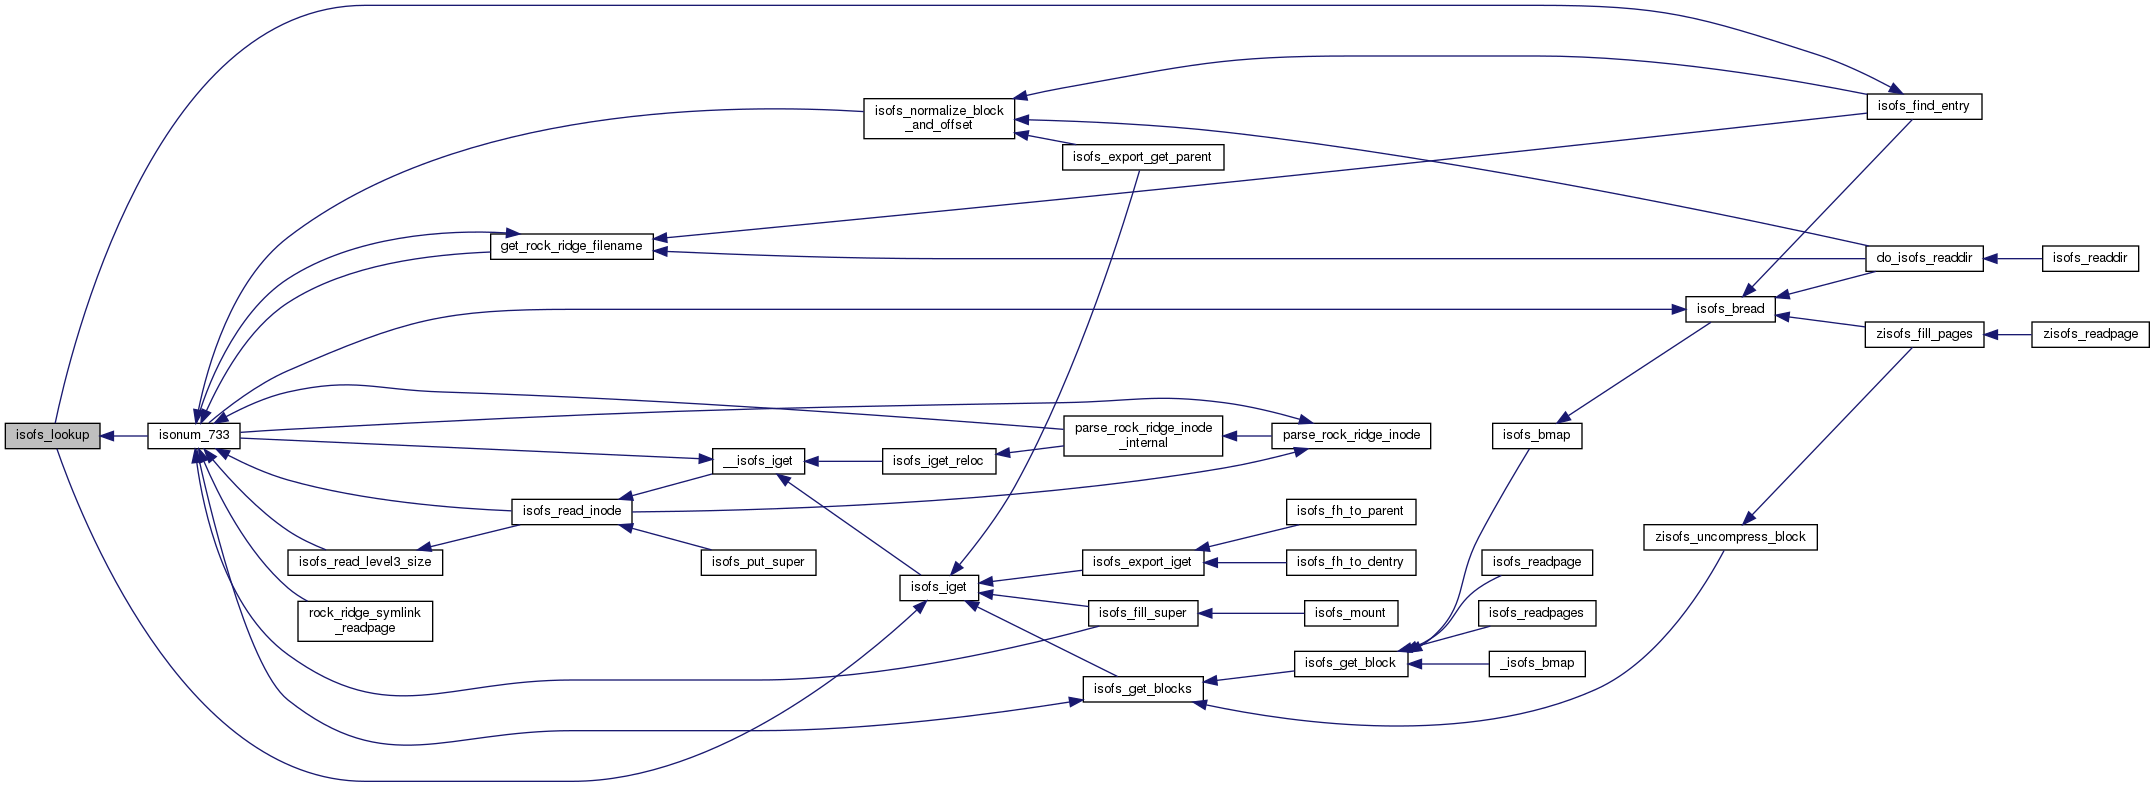 isofs_find_entry
isofs_normalize_block
_and_offset
isofs_export_get_parent
get_rock_ridge_filename
do_isofs_readdir
isofs_readdir
isofs_bread
zisofs_fill_pages
zisofs_readpage
isofs_lookup
isonum_733
parse_rock_ridge_inode
_internal
parse_rock_ridge_inode
isofs_bmap
__isofs_iget
isofs_iget_reloc
isofs_read_inode
isofs_fh_to_parent
zisofs_uncompress_block
isofs_read_level3_size
isofs_put_super
isofs_export_iget
isofs_fh_to_dentry
isofs_readpage
isofs_iget
rock_ridge_symlink
_readpage
isofs_fill_super
isofs_mount
isofs_readpages
isofs_get_block
_isofs_bmap
isofs_get_blocks